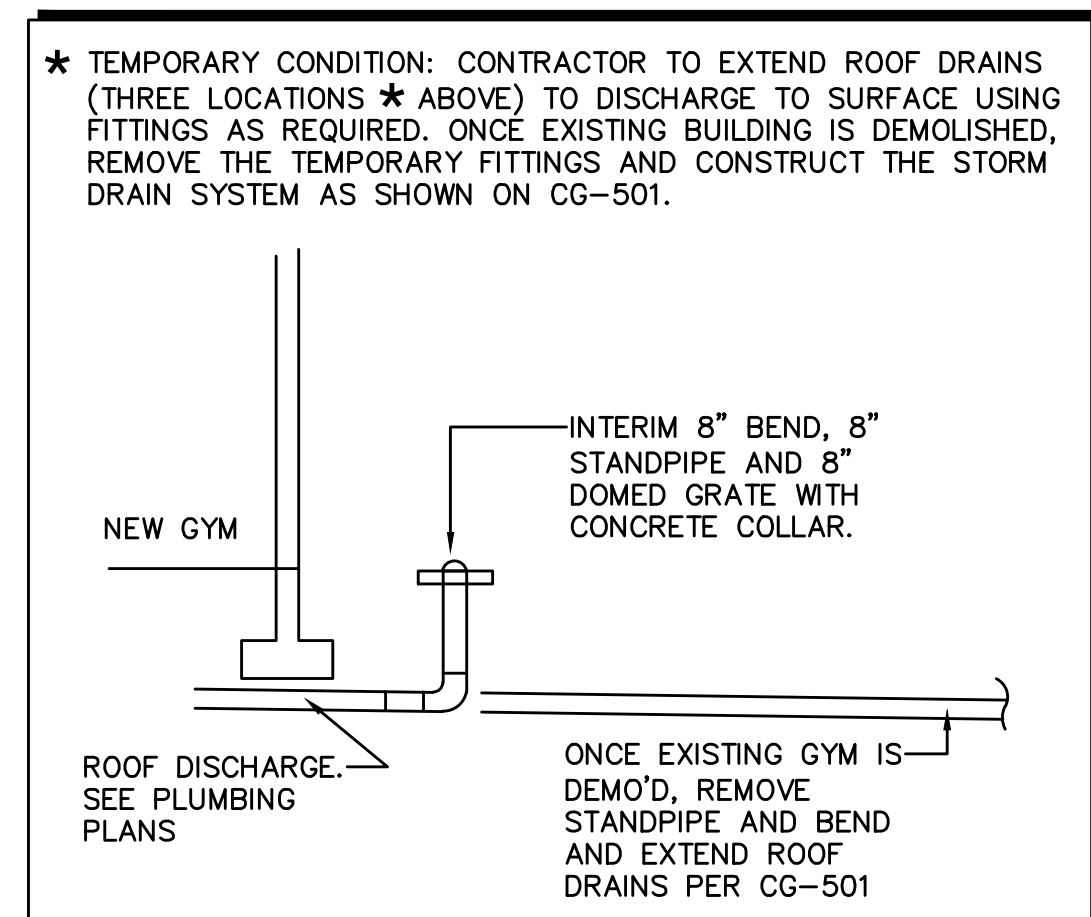 * TEMPORARY CONDITION: CONTRACTOR TO EXTEND ROOF DRAINS
(THREE LOCATIONS * ABOVE) TO DISCHARGE TO SURFACE USING
FITTINGS AS REQUIRED. ONCE EXISTING BUILDING IS DEMOLISHED,
REMOVE THE TEMPORARY FITTINGS AND CONSTRUCT THE STORM
DRAIN SYSTEM AS SHOWN ON CG-501.
INTERIM 8" BEND, 8"
STANDPIPE AND 8"
DOMED GRATE WITH
CONCRETE COLLAR.
NEW GYM
ROOF DISCHARGE.
SEE PLUMBING
PLANS
ONCE EXISTING GYM IS
DEMO'D, REMOVE
STANDPIPE AND BEND
AND EXTEND ROOF
DRAINS PER CG-501